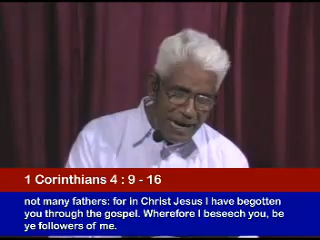 1 Corinthians 4 : 9 - 16
not many fathers: for in Christ Jesus I have begotten
you through the gospel. Wherefore I beseech you, be
ye followers of me.